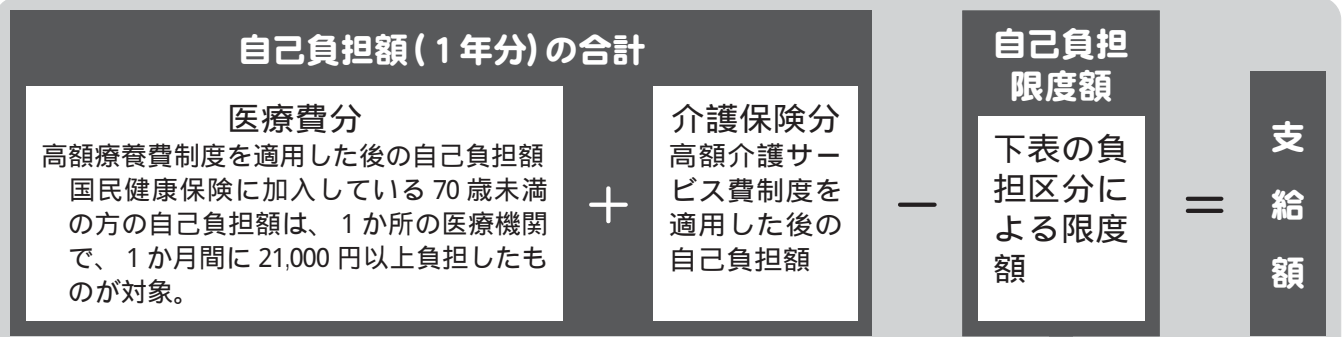 自己負担額(1年分)の合計
医療費分
高額療養費制度を適用した後の自己負担額
国民健康保険に加入している70歳未満
の方の自己負担額は、1か所の医療機関
で、1か月間に21,000円以上負担したも
のが対象。
＋
介護保険分
高額介護サー
ビス費制度を
適用した後の
自己負担額
－
自己負担
限度額
下表の負
担区分に
よる限度
額
＝
支
給
額